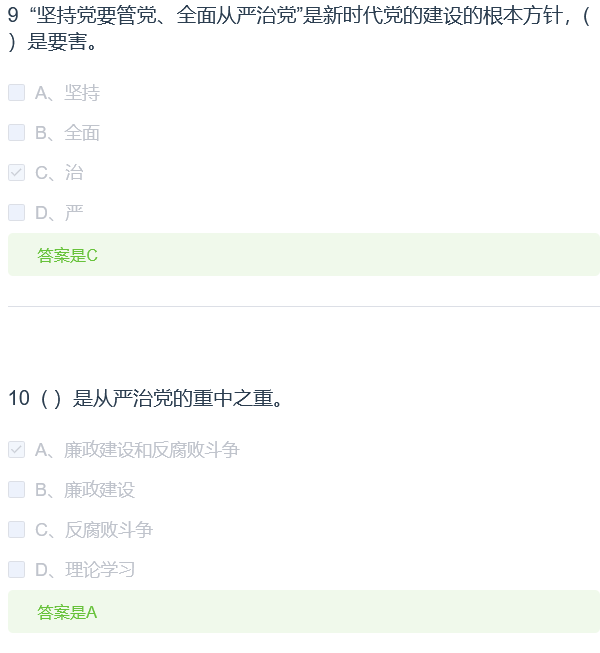 9  “坚持党要管党、全面从严治党”是新时代党的建设的根本方针，(
）是要害。
A、坚持
B、全面
C、治
D、严
答案是C
10（ ）是从严治党的重中之重。
A、廉政建设和反腐败斗争
B、廉政建设
C、反腐败斗争
D、理论学习
答案是A